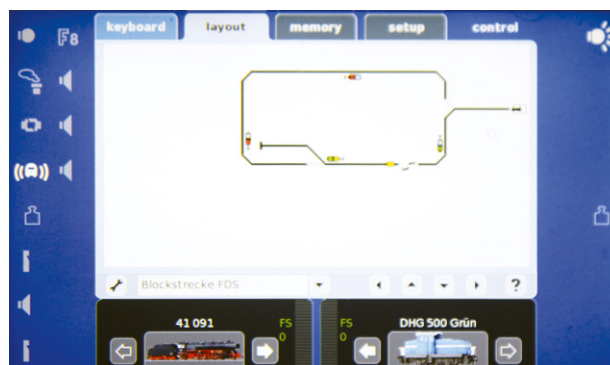 keyboard layout memory setup control
F8
Blockstrecke FDS
?
41 091 FS 0
FS 0 DHG 500 Grün